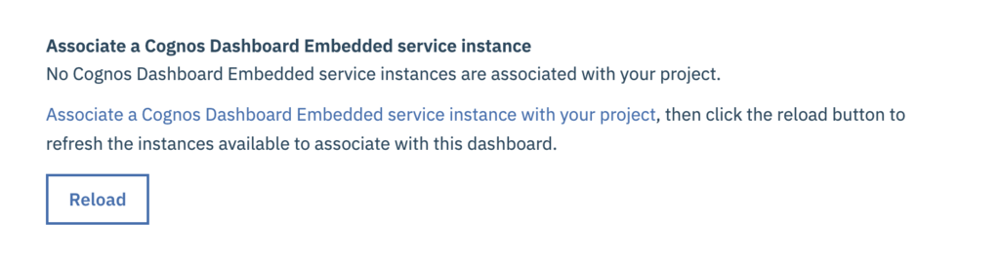 Associate a Cognos Dashboard Embedded service instance
No Cognos Dashboard Embedded service instances are associated with your project.
Associate a Cognos Dashboard Embedded service instance with your project, then click the reload button to
refresh the instances available to associate with this dashboard.
Reload